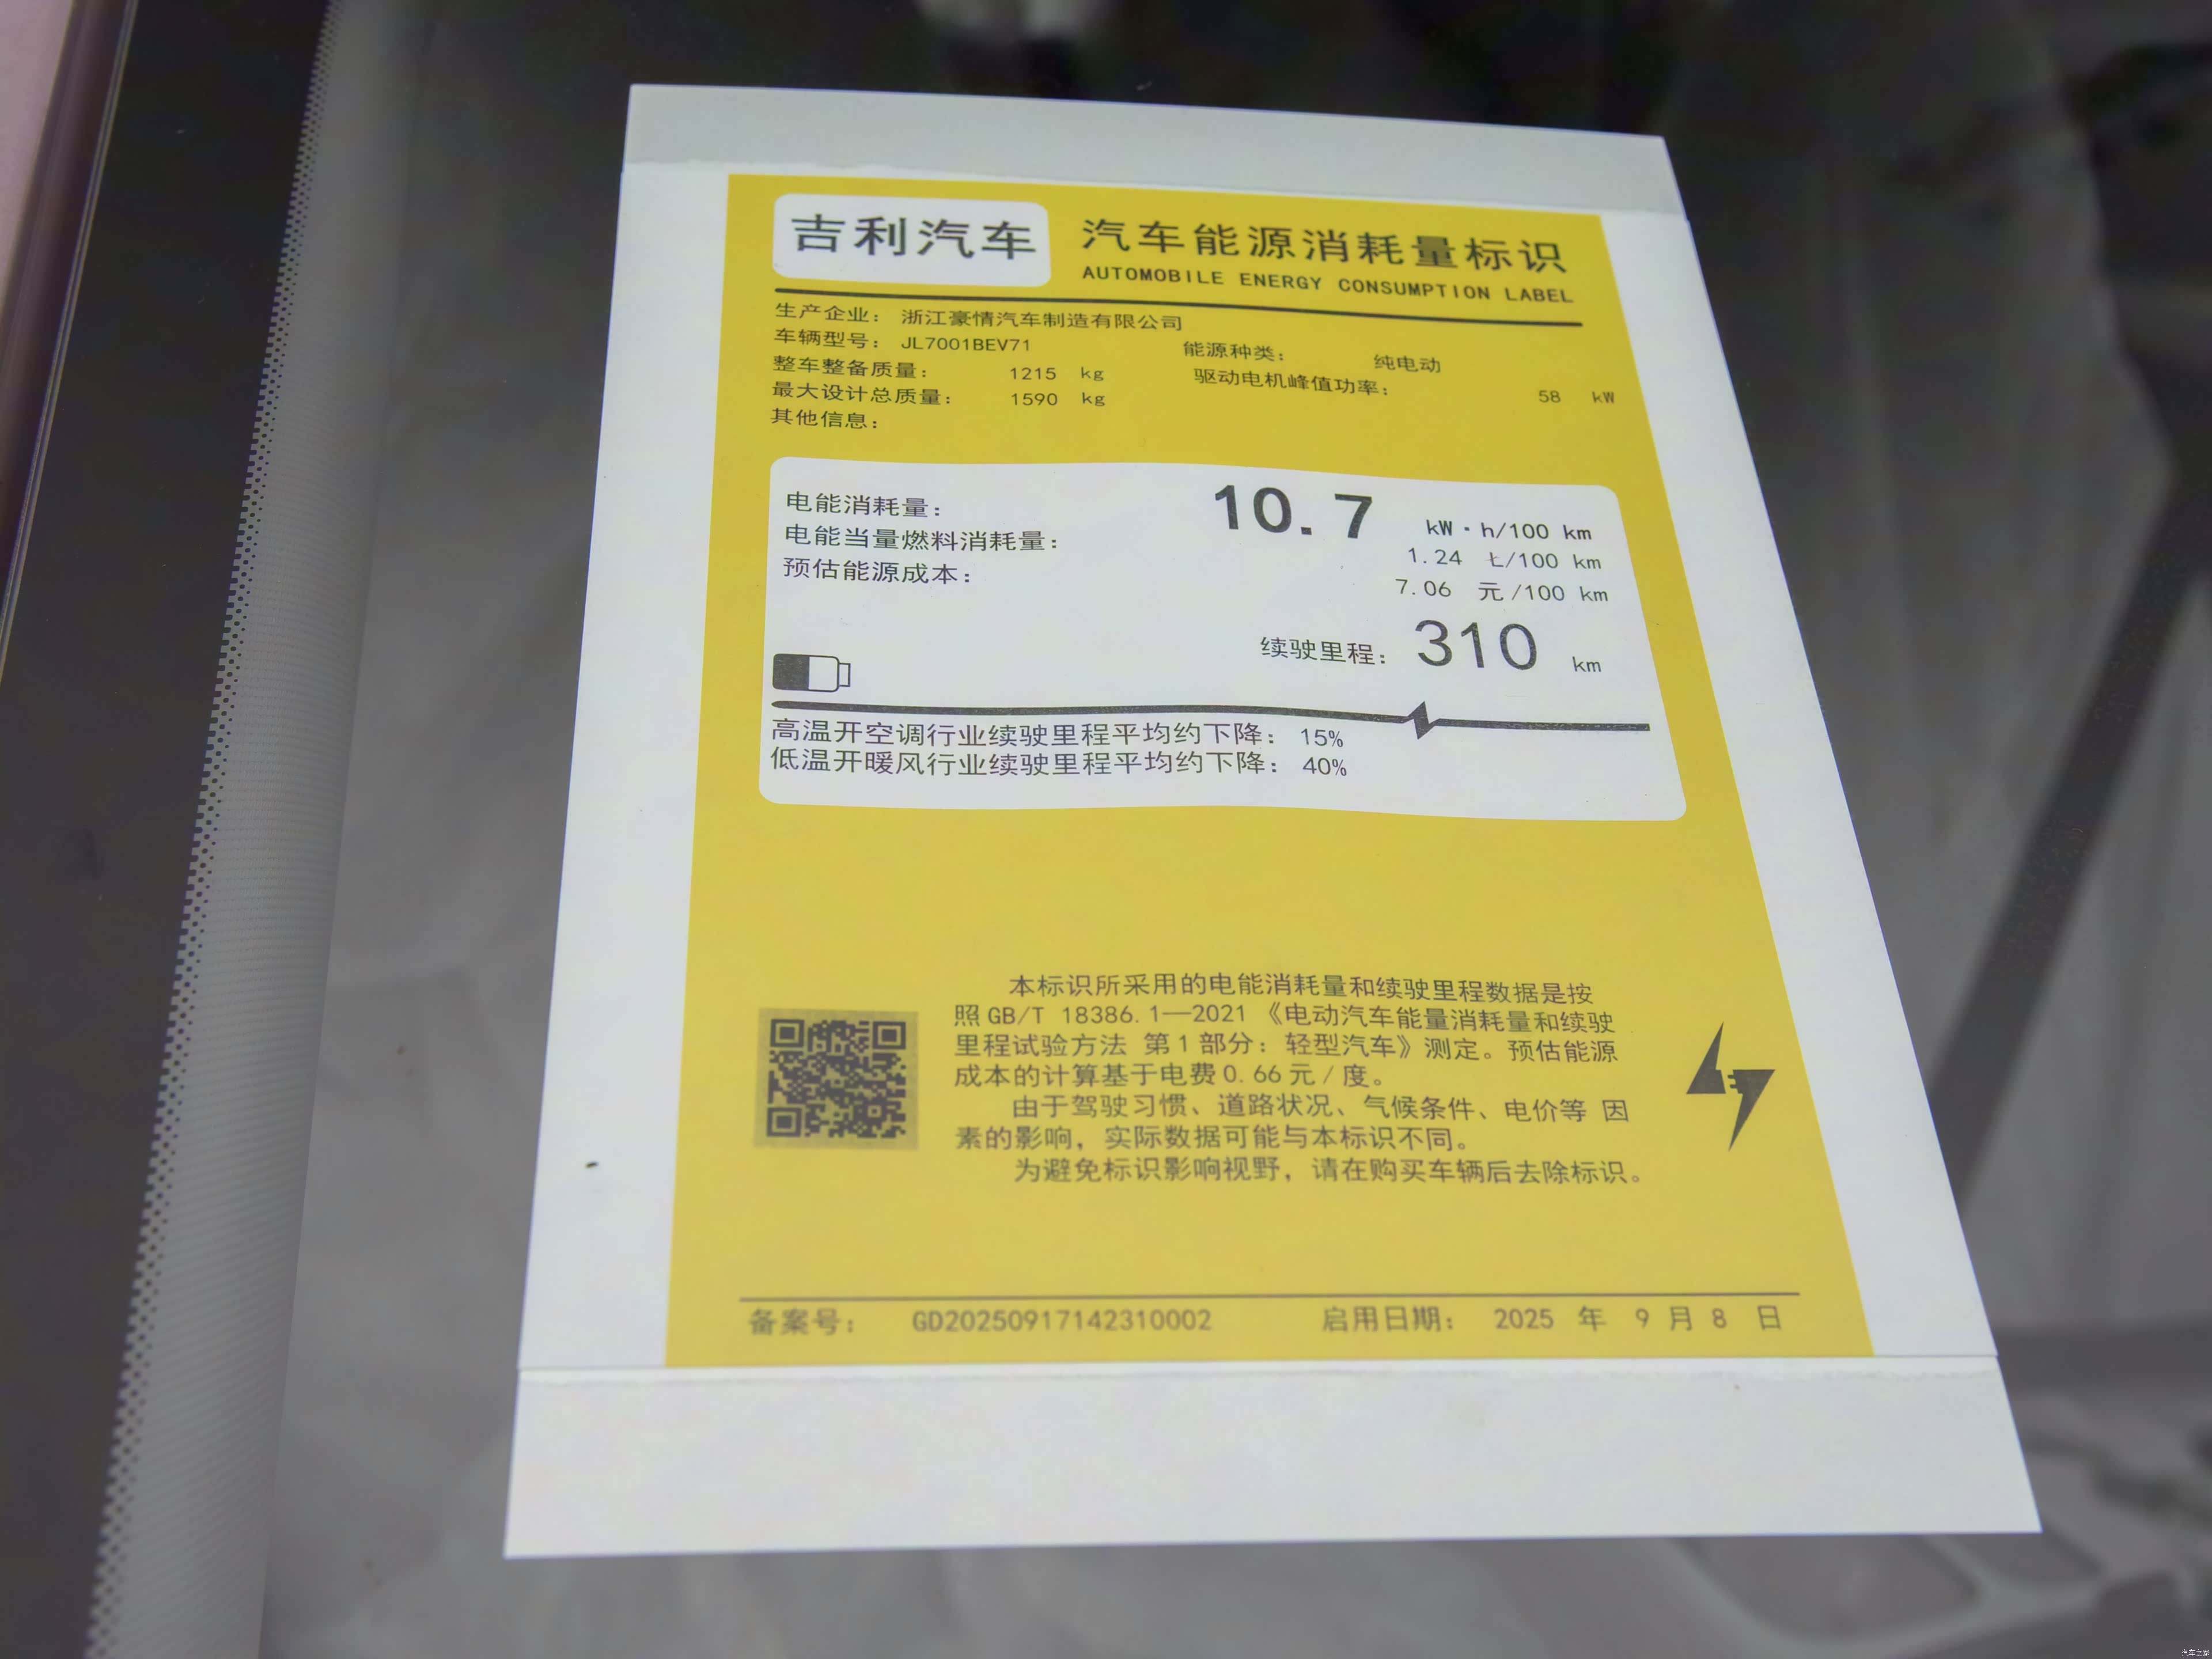 吉利汽车 汽车能源消耗量标识
AUTOMOBILE ENERGY CONSUMPTION LABEL
生产企业： 浙江豪情汽车制造有限公司
车辆型号： JL7001BEV71 能源种类： 纯电动
整车整备质量： 1215 kg 驱动电机峰值功率： 58 kW
最大设计总质量： 1590 kg
其他信息：
电能消耗量： 10.7 kW·h/100 km
电能当量燃料消耗量： 1.24 L/100 km
预估能源成本： 7.06 元/100 km
续驶里程： 310 km
高温开空调行业续驶里程平均约下降： 15%
低温开暖风行业续驶里程平均约下降： 40%
本标识所采用的电能消耗量和续驶里程数据是按
照GB/T 18386.1—2021《电动汽车能量消耗量和续驶
里程试验方法 第1部分：轻型汽车》测定。预估能源
成本的计算基于电费0.66元/度。
由于驾驶习惯、道路状况、气候条件、电价等 因
素的影响，实际数据可能与本标识不同。
为避免标识影响视野，请在购买车辆后去除标识。
备案号： GD20250917142310002 启用日期： 2025 年 9 月 8 日
汽车之家